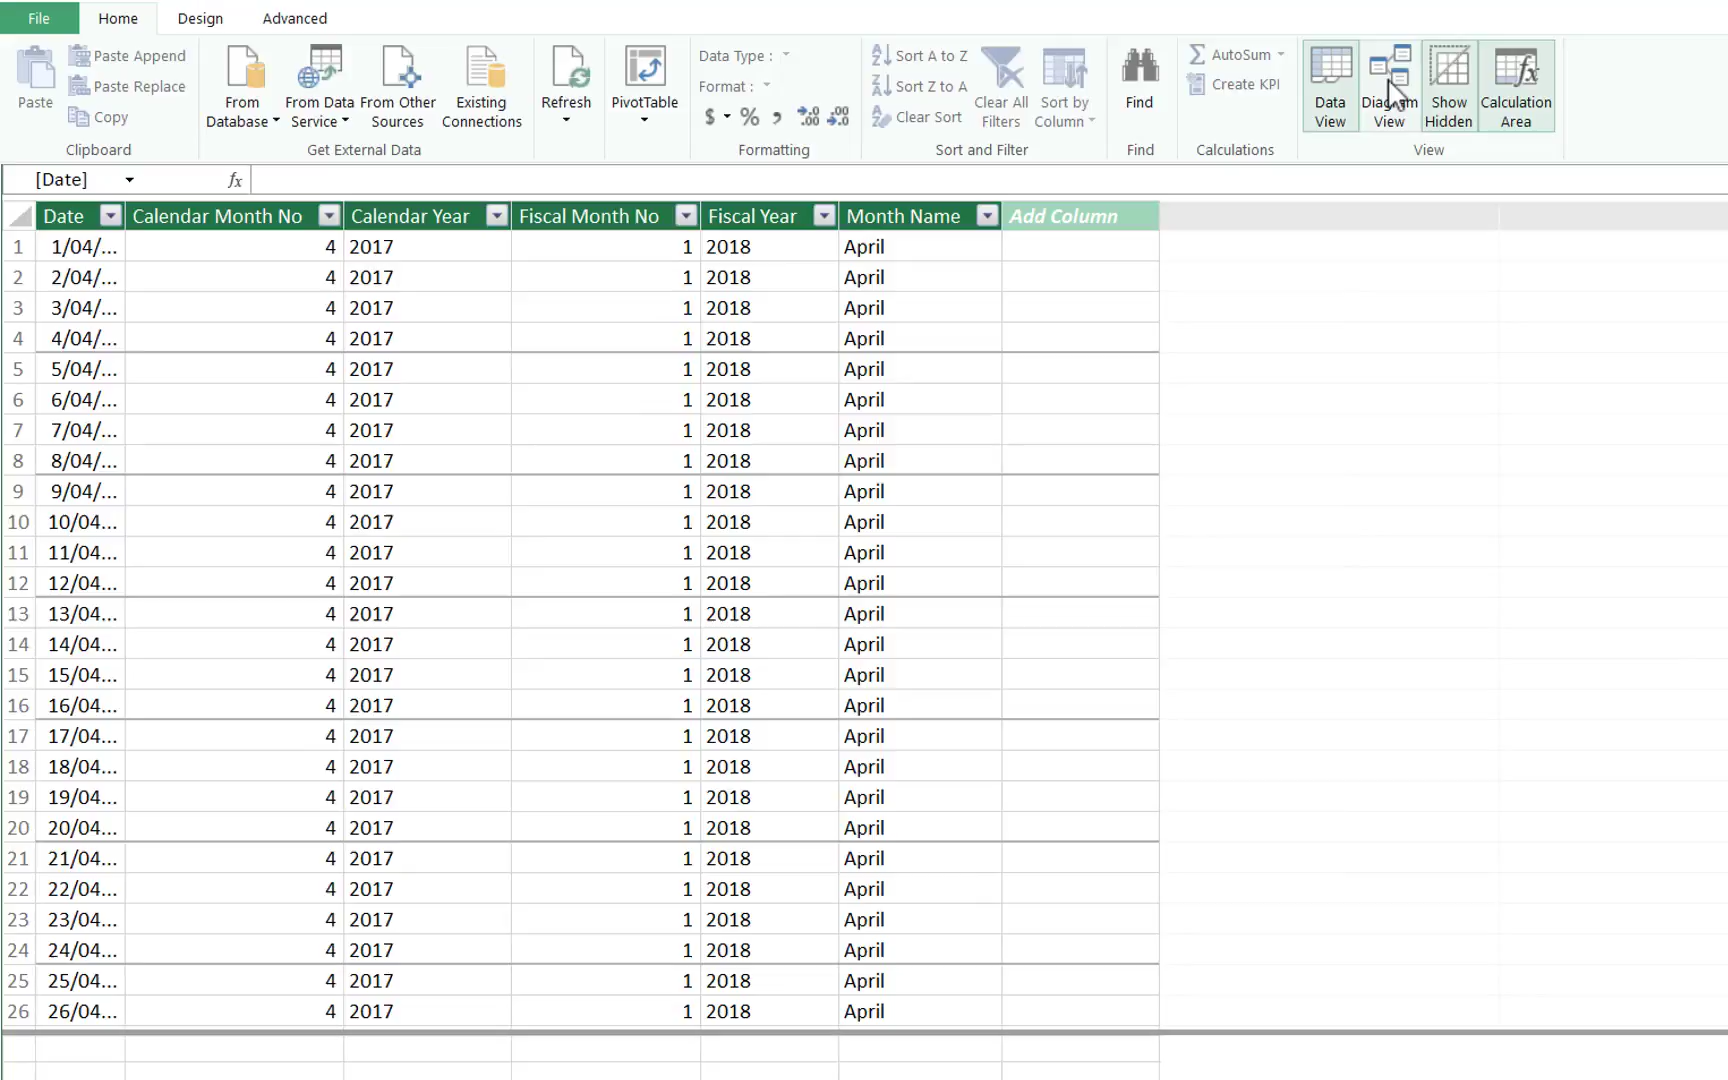 File Home Design Advanced
Paste
Paste Append
Paste Replace
Copy
Clipboard
From Database
From Data Service
From Other Sources
Existing Connections
Get External Data
Refresh
PivotTable
Data Type :
Format :
$ % , .00 .00
Formatting
Sort A to Z
Sort Z to A
Clear Sort
Clear All Filters
Sort by Column
Sort and Filter
Find
Find
AutoSum
Create KPI
Calculations
Data View
Diagram View
Show Hidden
Calculation Area
View
[Date] fx
Date Calendar Month No Calendar Year Fiscal Month No Fiscal Year Month Name Add Column
1 1/04/... 4 2017 1 2018 April
2 2/04/... 4 2017 1 2018 April
3 3/04/... 4 2017 1 2018 April
4 4/04/... 4 2017 1 2018 April
5 5/04/... 4 2017 1 2018 April
6 6/04/... 4 2017 1 2018 April
7 7/04/... 4 2017 1 2018 April
8 8/04/... 4 2017 1 2018 April
9 9/04/... 4 2017 1 2018 April
10 10/04... 4 2017 1 2018 April
11 11/04... 4 2017 1 2018 April
12 12/04... 4 2017 1 2018 April
13 13/04... 4 2017 1 2018 April
14 14/04... 4 2017 1 2018 April
15 15/04... 4 2017 1 2018 April
16 16/04... 4 2017 1 2018 April
17 17/04... 4 2017 1 2018 April
18 18/04... 4 2017 1 2018 April
19 19/04... 4 2017 1 2018 April
20 20/04... 4 2017 1 2018 April
21 21/04... 4 2017 1 2018 April
22 22/04... 4 2017 1 2018 April
23 23/04... 4 2017 1 2018 April
24 24/04... 4 2017 1 2018 April
25 25/04... 4 2017 1 2018 April
26 26/04... 4 2017 1 2018 April